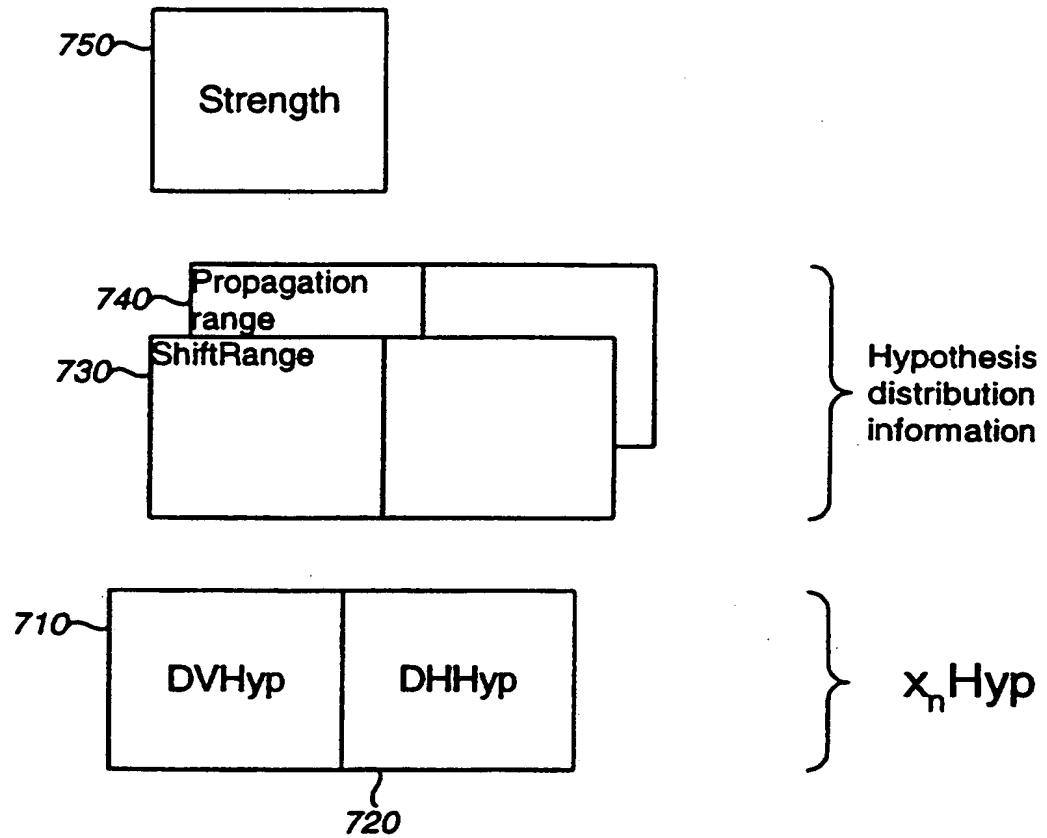 750
Strength
740
Propagation
range
730
ShiftRange
Hypothesis
distribution
information
710
DVHyp
DHHyp
xnHyp
720